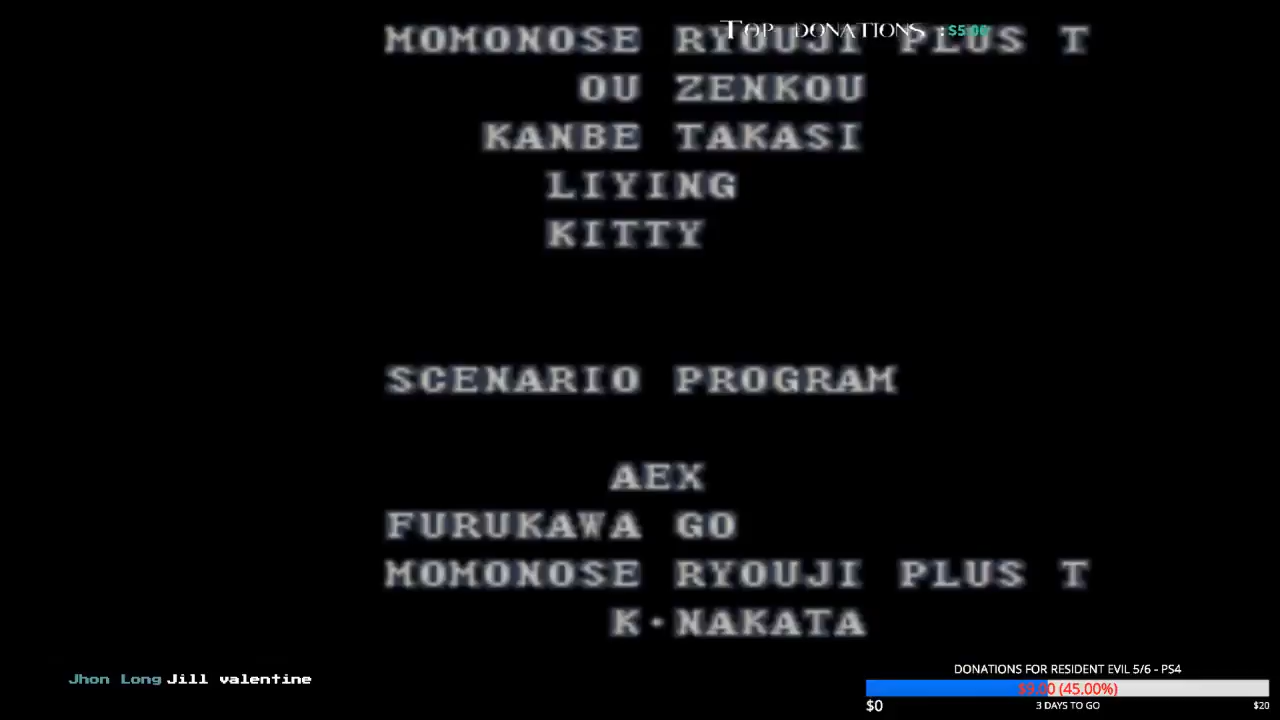 TOP DONATIONS : $5.00
MOMONOSE RYOUJI PLUS T
OU ZENKOU
KANBE TAKASI
LIYING
KITTY
SCENARIO PROGRAM
AEX
FURUKAWA GO
MOMONOSE RYOUJI PLUS T
K·NAKATA
Jhon Long Jill valentine
DONATIONS FOR RESIDENT EVIL 5/6 - PS4
$9.00 (45.00%)
$0 3 DAYS TO GO $20